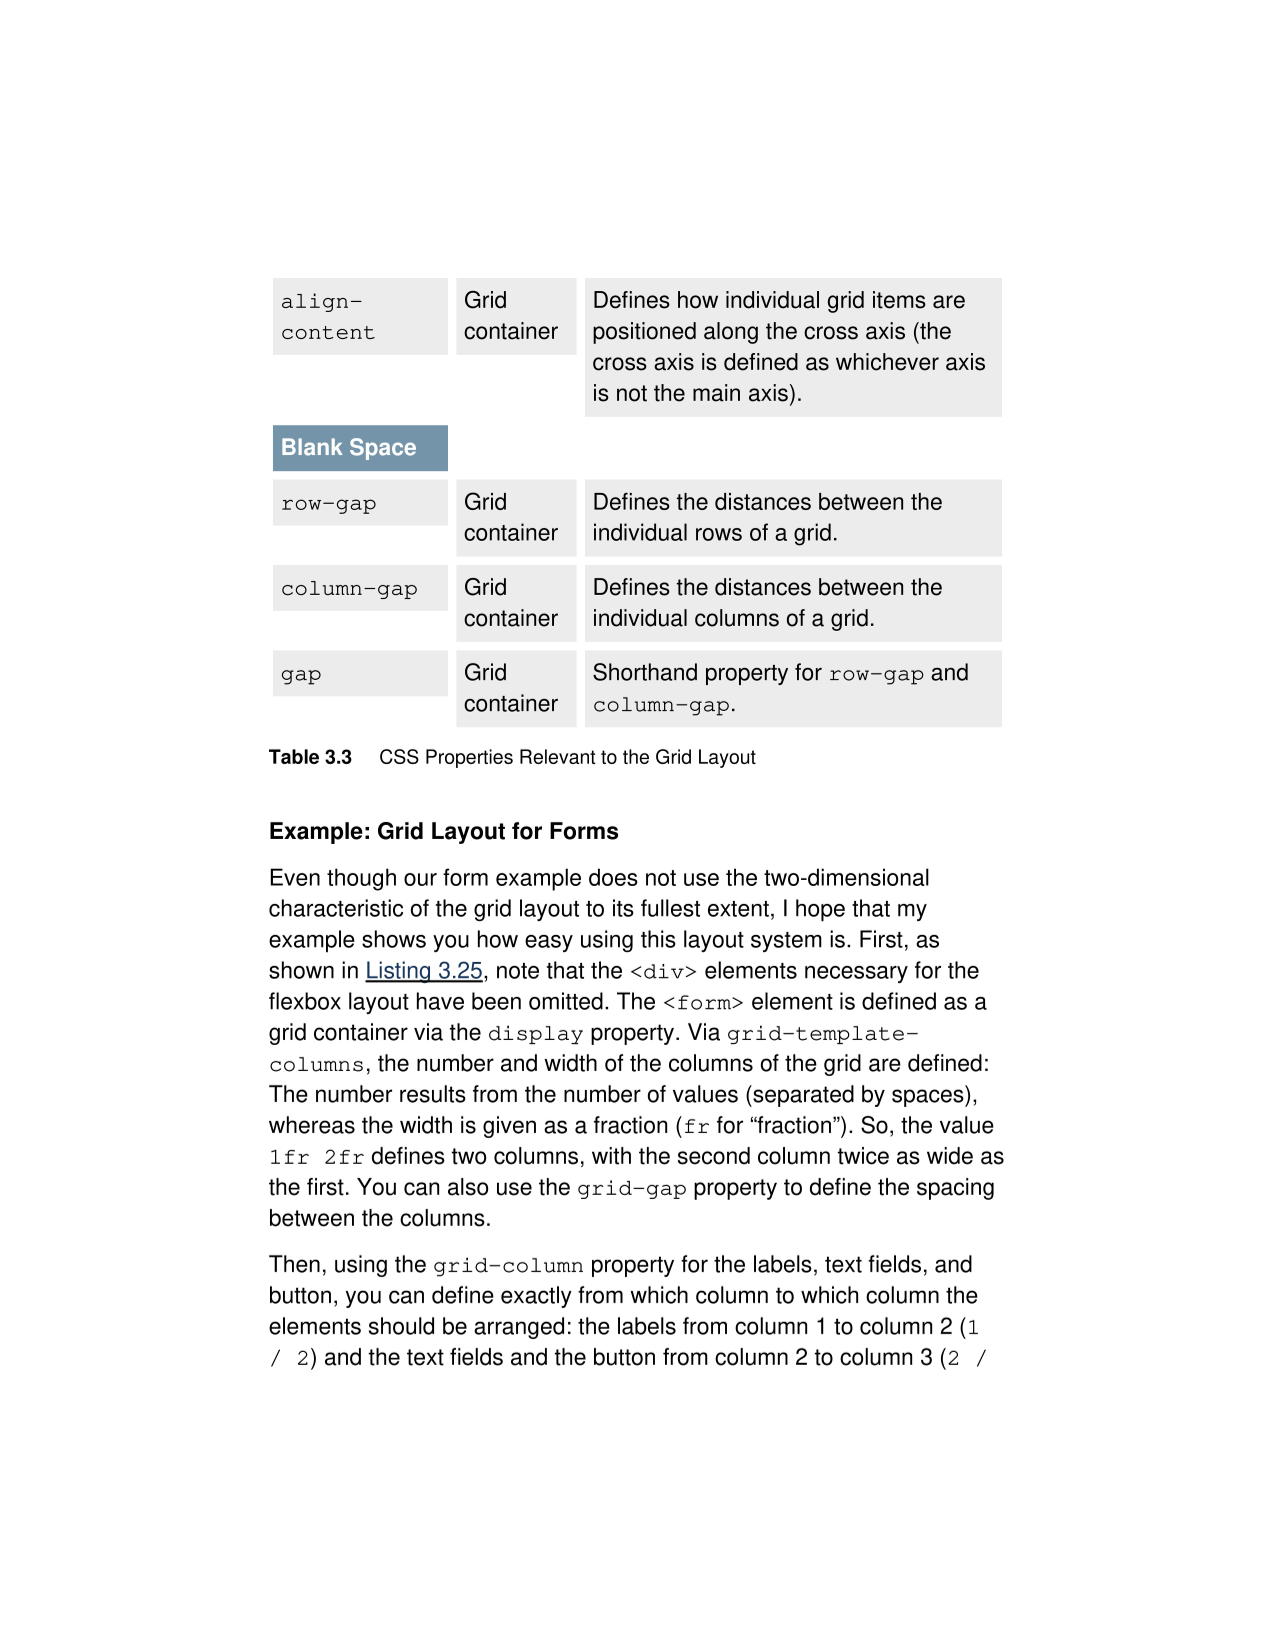 align-
content
Grid
container
Defines how individual grid items are
positioned along the cross axis (the
cross axis is defined as whichever axis
is not the main axis).
Blank Space
row-gap
Grid
container
Defines the distances between the
individual rows of a grid.
column-gap
Grid
container
Defines the distances between the
individual columns of a grid.
gap
Grid
container
Shorthand property for row-gap and
column-gap.
Table 3.3 CSS Properties Relevant to the Grid Layout
Example: Grid Layout for Forms
Even though our form example does not use the two-dimensional
characteristic of the grid layout to its fullest extent, I hope that my
example shows you how easy using this layout system is. First, as
shown in Listing 3.25, note that the <div> elements necessary for the
flexbox layout have been omitted. The <form> element is defined as a
grid container via the display property. Via grid-template-
columns, the number and width of the columns of the grid are defined:
The number results from the number of values (separated by spaces),
whereas the width is given as a fraction (fr for “fraction”). So, the value
1fr 2fr defines two columns, with the second column twice as wide as
the first. You can also use the grid-gap property to define the spacing
between the columns.
Then, using the grid-column property for the labels, text fields, and
button, you can define exactly from which column to which column the
elements should be arranged: the labels from column 1 to column 2 (1
/ 2) and the text fields and the button from column 2 to column 3 (2 /